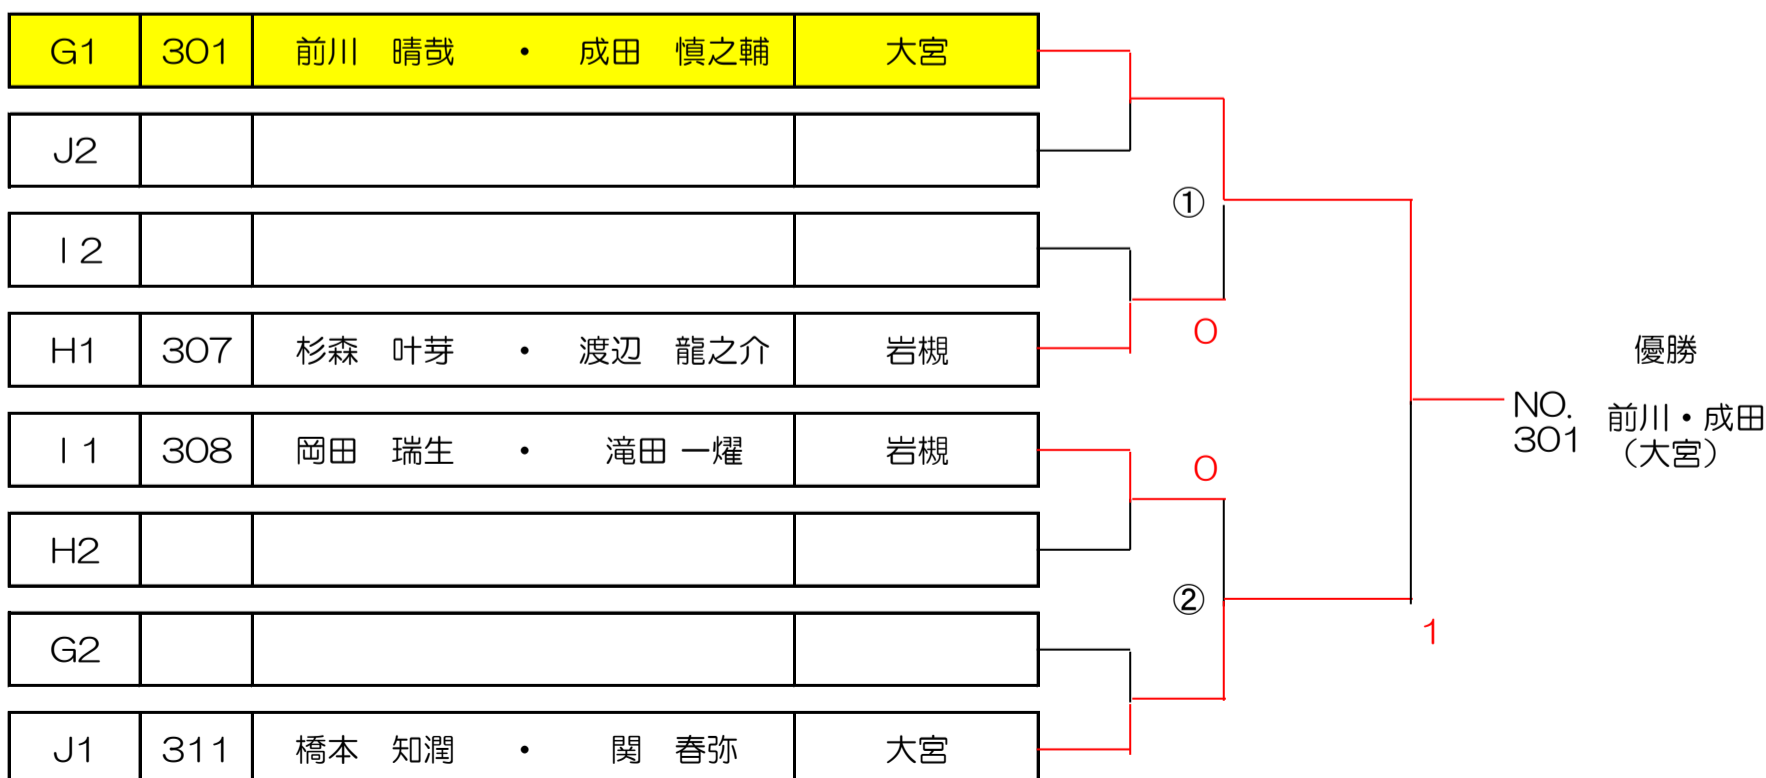 G1 301 前川 晴哉 ・ 成田 慎之輔 大宮
J2
①
I2
H1 307 杉森 叶芽 ・ 渡辺 龍之介 岩槻
0
優勝
NO. 前川・成田
301 （大宮）
I1 308 岡田 瑞生 ・ 滝田 一燿 岩槻
0
H2
②
G2
1
J1 311 橋本 知潤 ・ 関 春弥 大宮